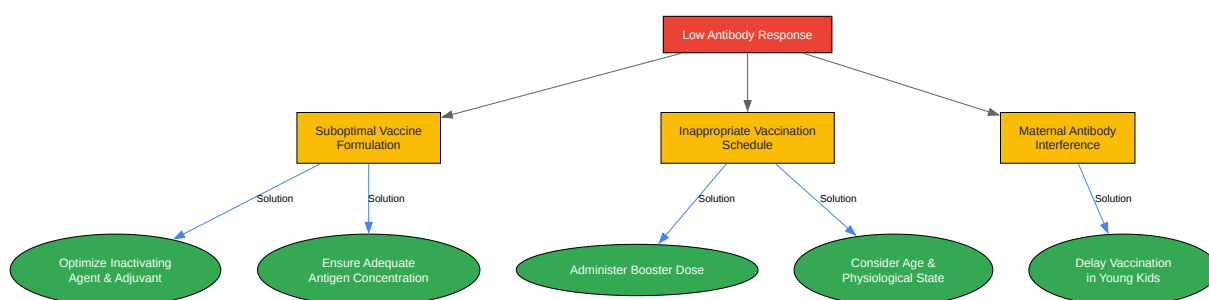 Low Antibody Response
Suboptimal Vaccine
Formulation
Inappropriate Vaccination
Schedule
Maternal Antibody
Interference
Solution
Solution
Solution
Solution
Solution
Optimize Inactivating
Agent & Adjuvant
Ensure Adequate
Antigen Concentration
Administer Booster Dose
Consider Age &
Physiological State
Delay Vaccination
in Young Kids